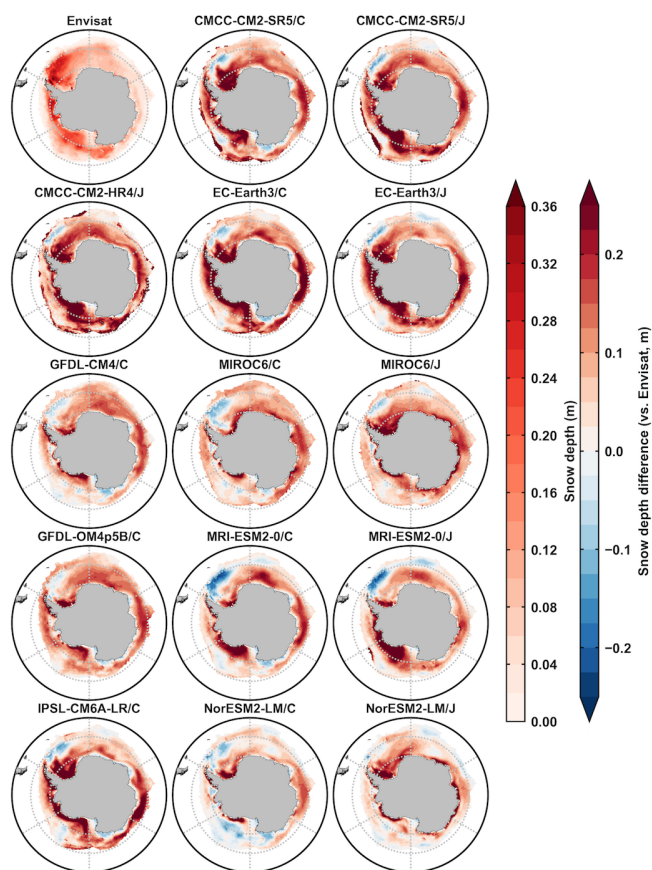 Envisat
CMCC-CM2-SR5/C
CMCC-CM2-SR5/J
CMCC-CM2-HR4/J
EC-Earth3/C
EC-Earth3/J
GFDL-CM4/C
MIROC6/C
MIROC6/J
GFDL-OM4p5B/C
MRI-ESM2-0/C
MRI-ESM2-0/J
IPSL-CM6A-LR/C
NorESM2-LM/C
NorESM2-LM/J
0.36
0.32
0.28
0.24
0.20
0.16
0.12
0.08
0.04
0.00
Snow depth (m)
0.2
0.1
0.0
−0.1
−0.2
Snow depth difference (vs. Envisat, m)